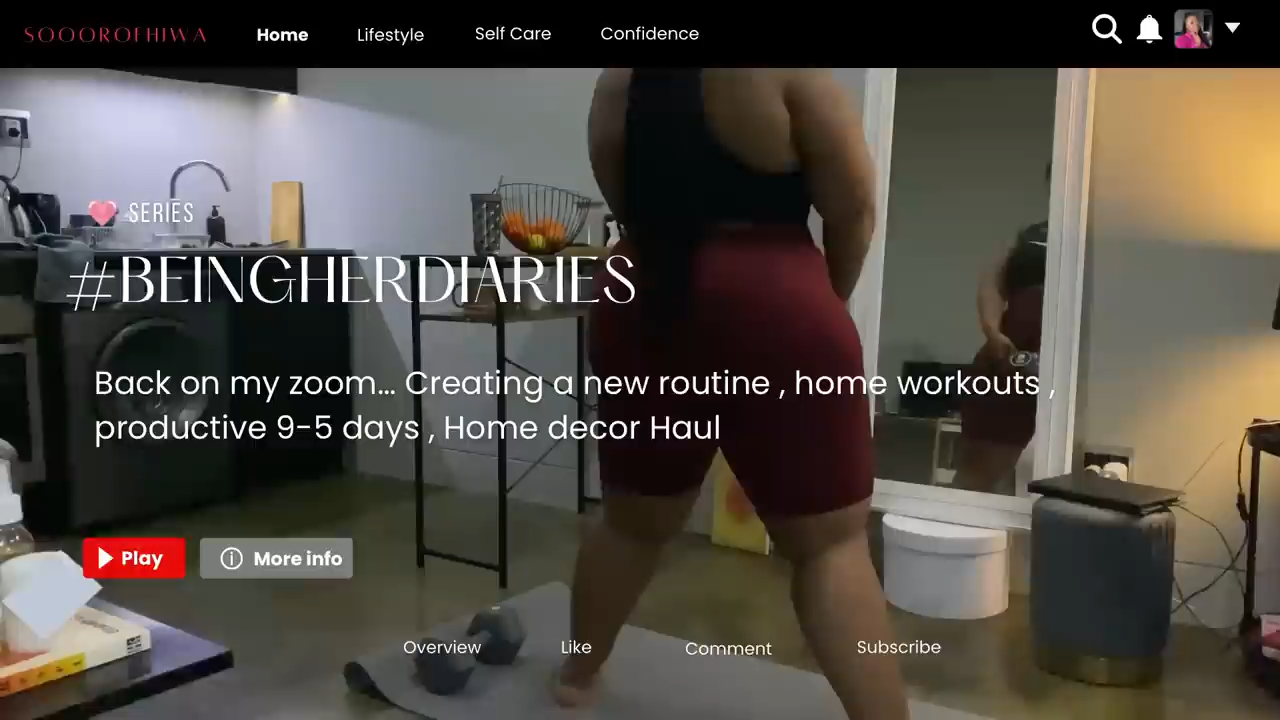 SOOOROFHIWA
Home
Lifestyle
Self Care
Confidence
SERIES
#BEINGHERDIARIES
Back on my zoom... Creating a new routine , home workouts ,
productive 9-5 days , Home decor Haul
Play
More info
Overview
Like
Comment
Subscribe